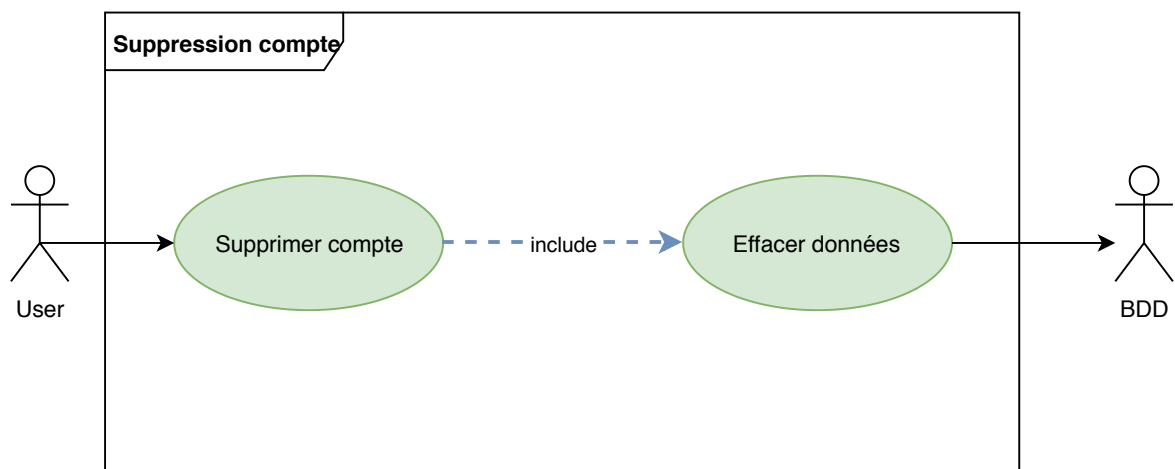 Suppression compte
Supprimer compte
include
Effacer données
User
BDD